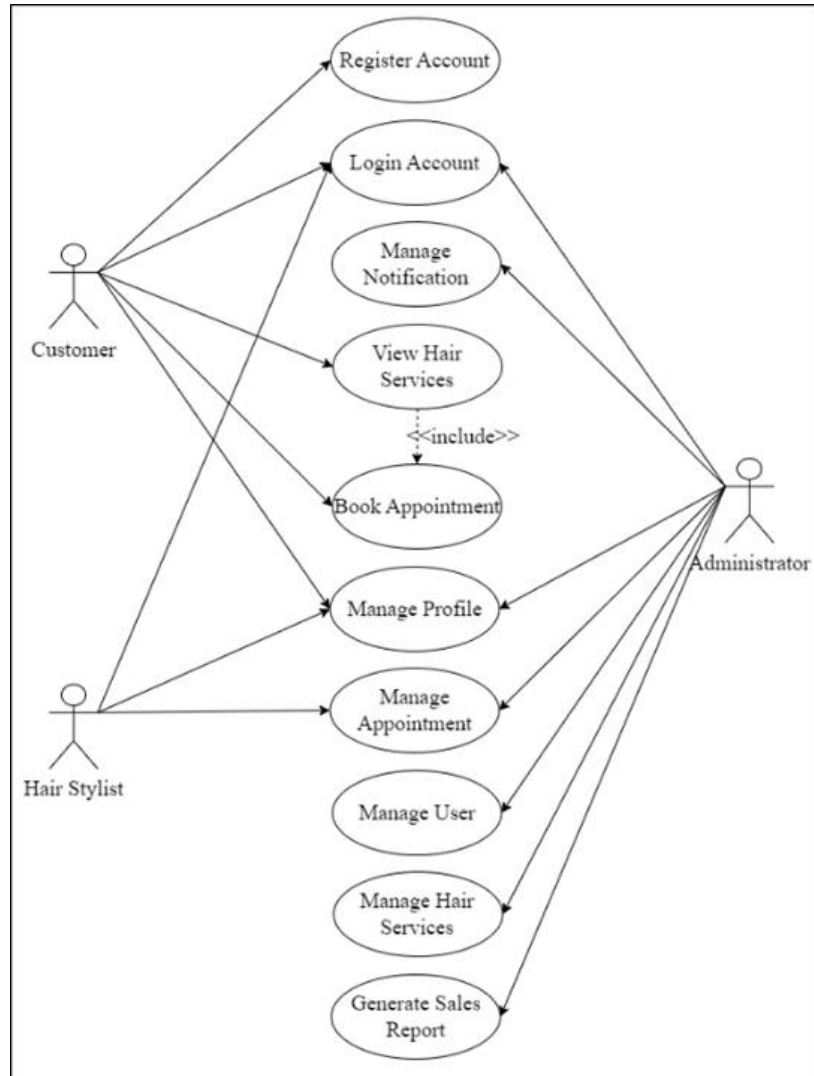 Register Account
Login Account
Manage
Notification
Customer
View Hair
Services
<<include>>
Book Appointment
Administrator
Manage Profile
Manage
Appointment
Hair Stylist
Manage User
Manage Hair
Services
Generate Sales
Report